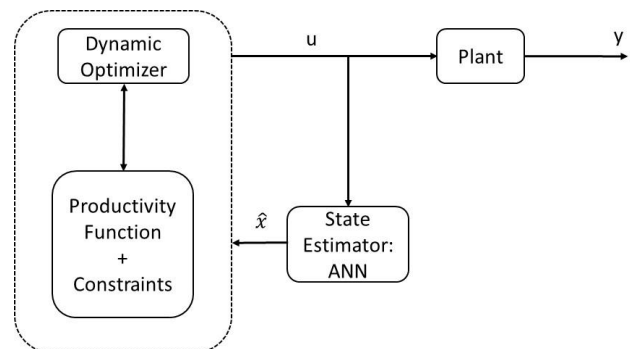 Dynamic
Optimizer
u
Plant
y
Productivity
Function
+
Constraints
x̂
State
Estimator:
ANN